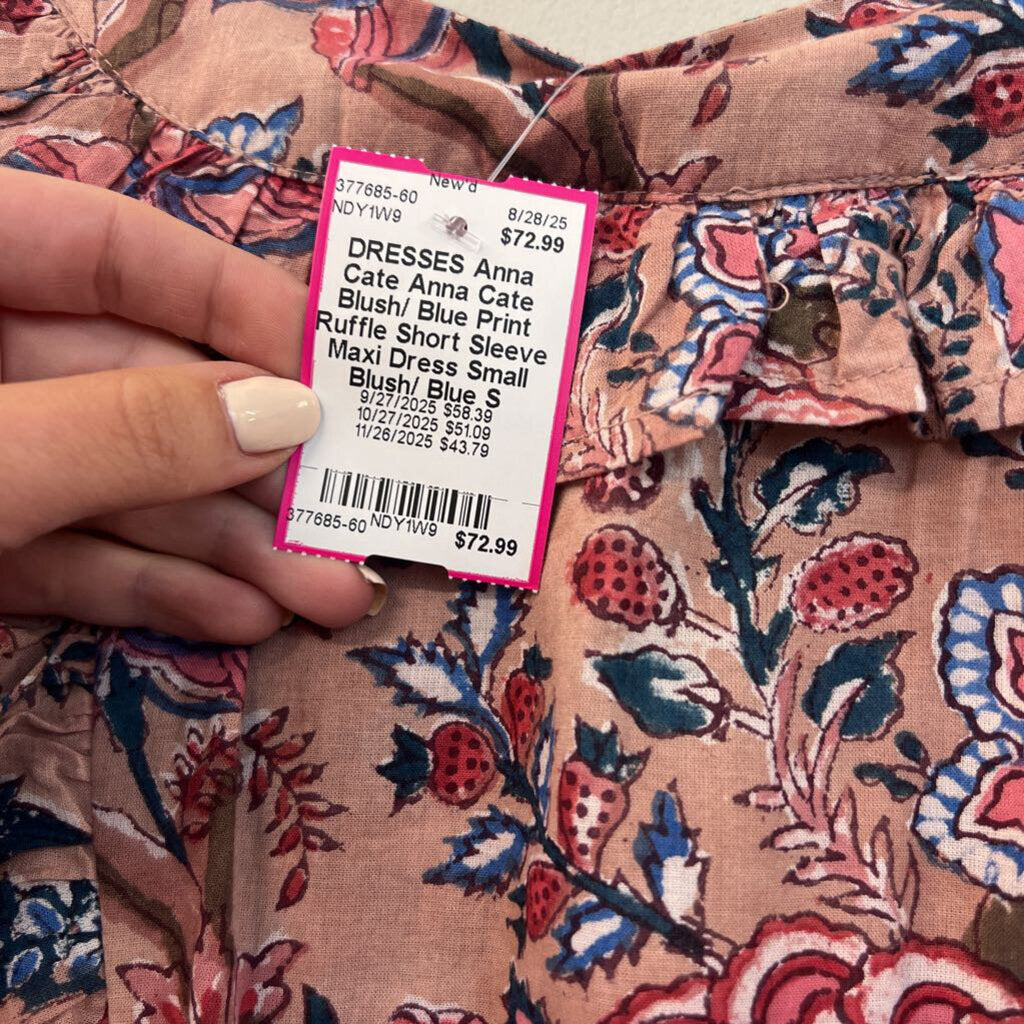 New'd
377685-60 8/28/25
NDY1W9 $72.99
DRESSES Anna
Cate Anna Cate
Blush/ Blue Print
Ruffle Short Sleeve
Maxi Dress Small
Blush/ Blue S
9/27/2025 $58.39
10/27/2025 $51.09
11/26/2025 $43.79
377685-60 NDY1W9 $72.99